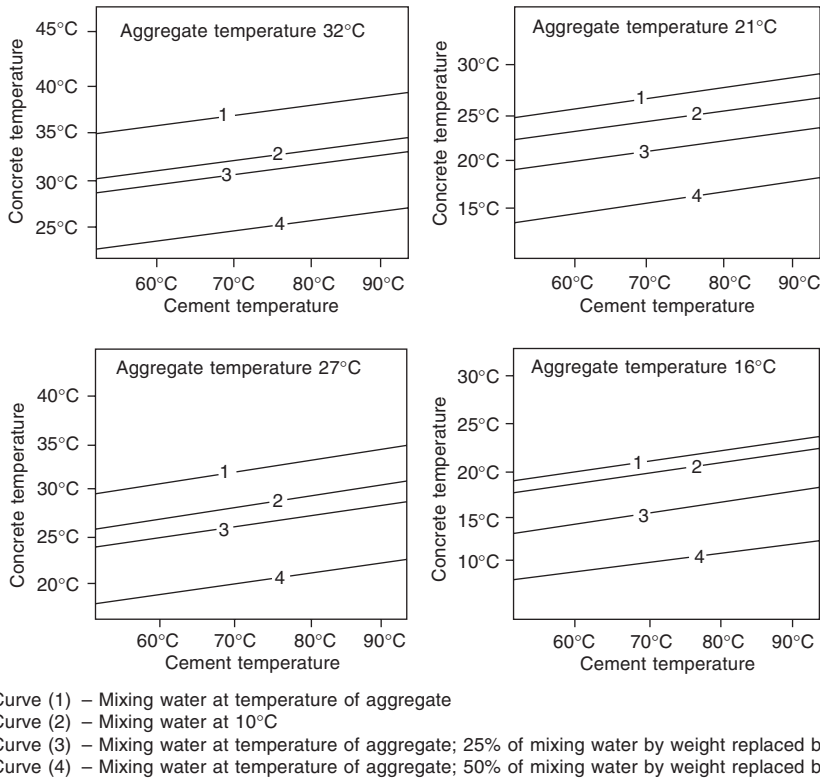 Aggregate temperature 32°C
45°C
40°C
35°C
30°C
25°C
Concrete temperature
1
2
3
4
60°C 70°C 80°C 90°C
Cement temperature
Aggregate temperature 21°C
30°C
25°C
20°C
15°C
Concrete temperature
1
2
3
4
60°C 70°C 80°C 90°C
Cement temperature
Aggregate temperature 27°C
40°C
35°C
30°C
25°C
20°C
Concrete temperature
1
2
3
4
60°C 70°C 80°C 90°C
Cement temperature
Aggregate temperature 16°C
30°C
25°C
20°C
15°C
10°C
Concrete temperature
1
2
3
4
60°C 70°C 80°C 90°C
Cement temperature
Curve (1) – Mixing water at temperature of aggregate
Curve (2) – Mixing water at 10°C
Curve (3) – Mixing water at temperature of aggregate; 25% of mixing water by weight replaced
Curve (4) – Mixing water at temperature of aggregate; 50% of mixing water by weight replaced